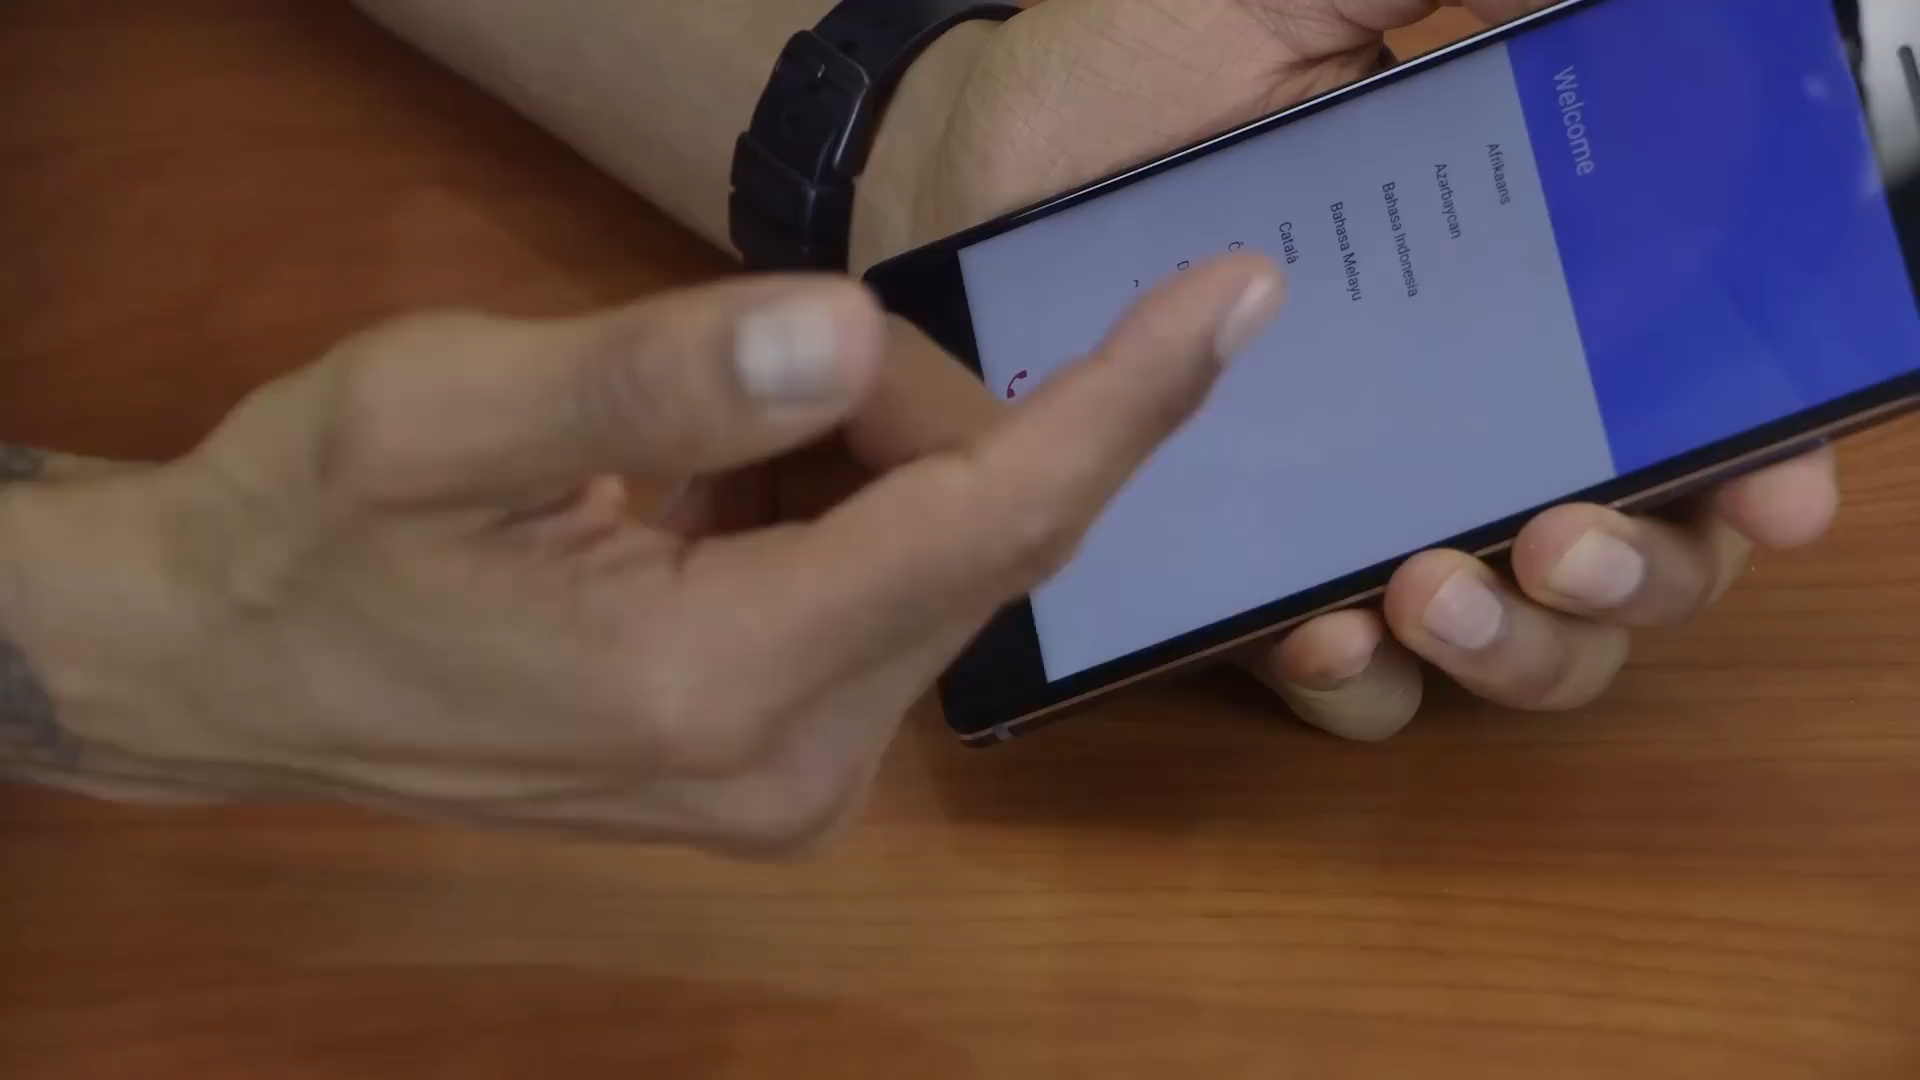 Welcome
Afrikaans
Azərbaycan
Bahasa Indonesia
Bahasa Melayu
Català